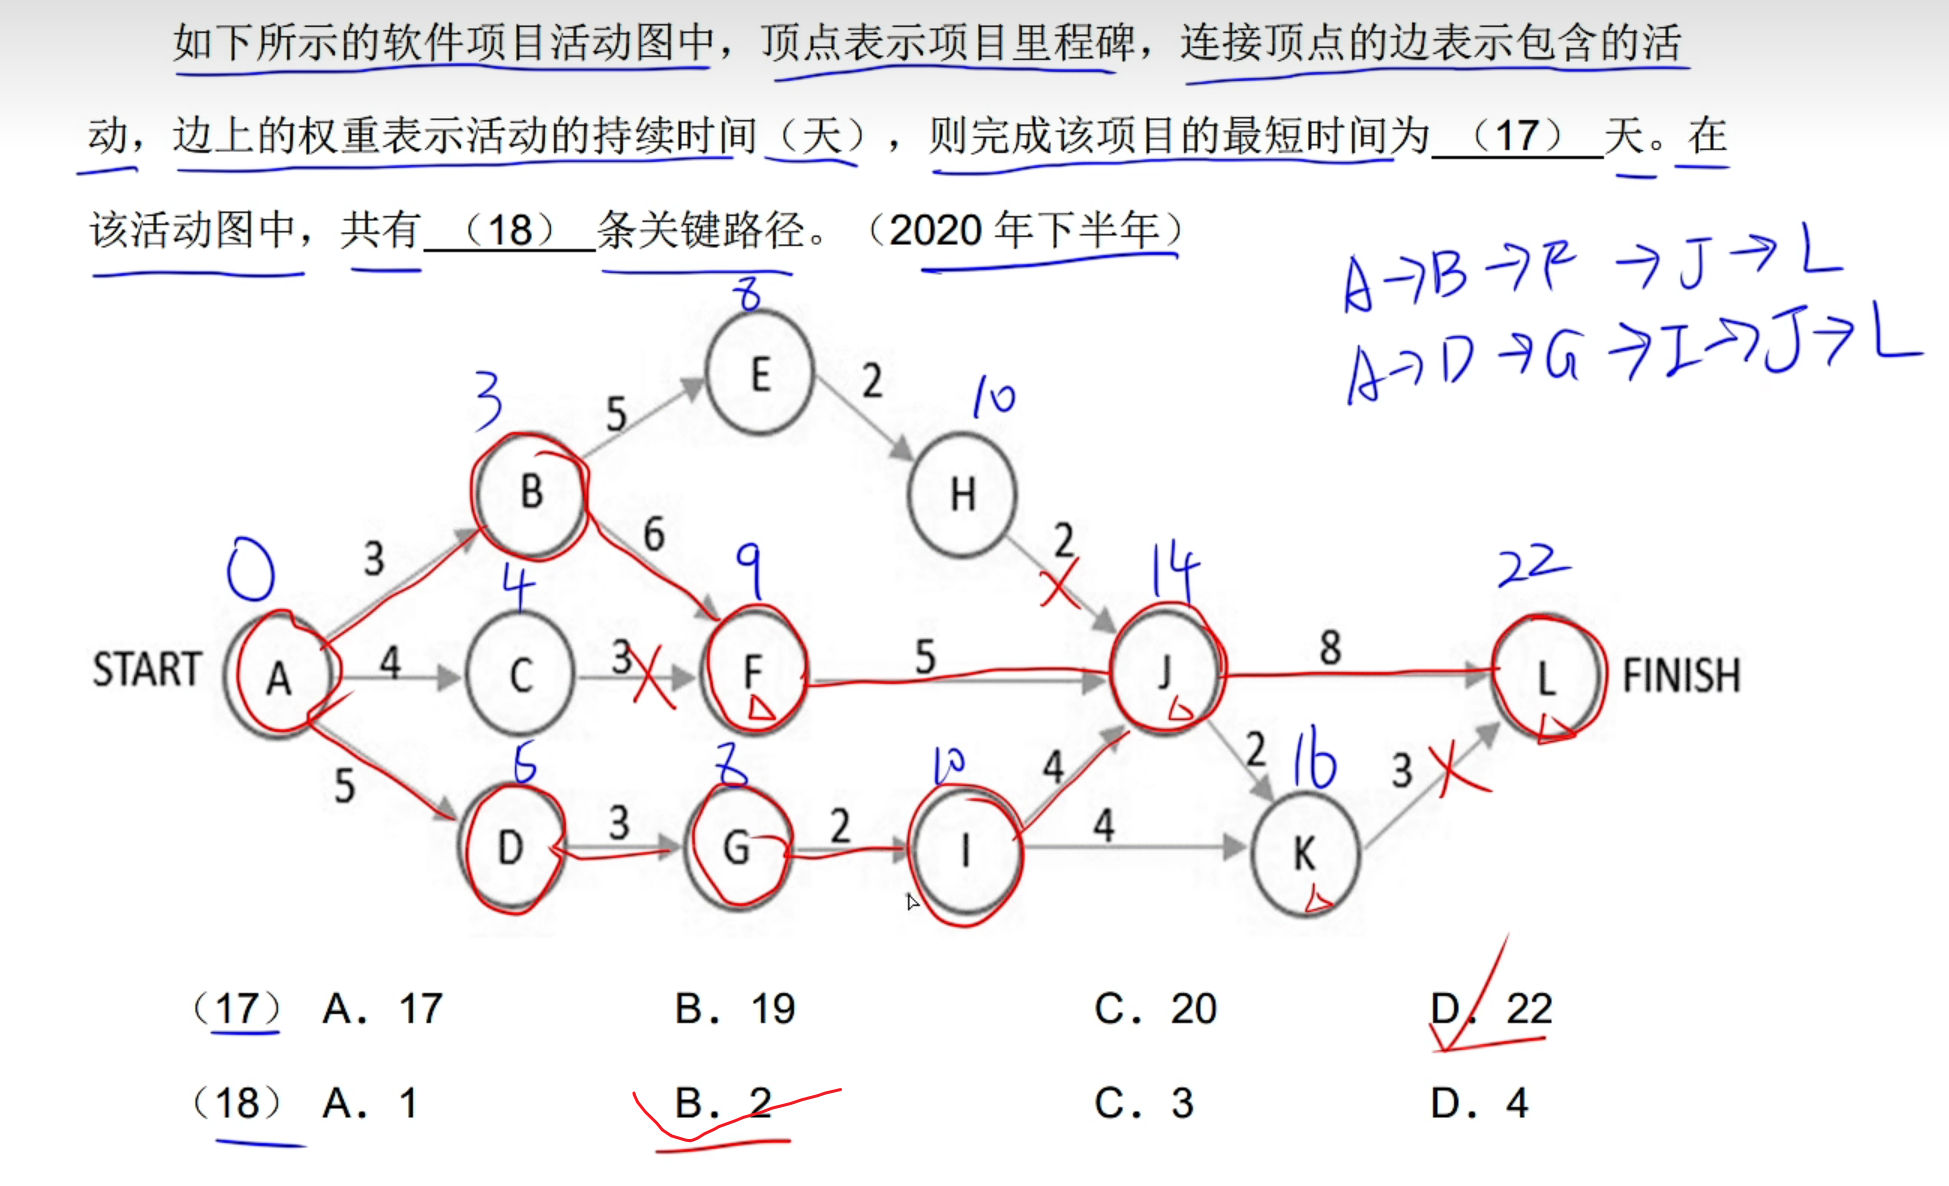 如下所示的软件项目活动图中，顶点表示项目里程碑，连接顶点的边表示包含的活
动，边上的权重表示活动的持续时间（天），则完成该项目的最短时间为 （17） 天。在
该活动图中，共有 （18） 条关键路径。（2020 年下半年）
A→B→F→J→L
A→D→G→I→J→L
8
E
3
5
2
10
B
H
0
3
6
9
2
14
22
4
START
A
4
C
3
F
5
J
8
L
FINISH
5
5
3
8
2
10
4
2
16
3
D
G
I
4
K
（17） A．17 B．19 C．20 D．22
（18） A．1 B．2 C．3 D．4